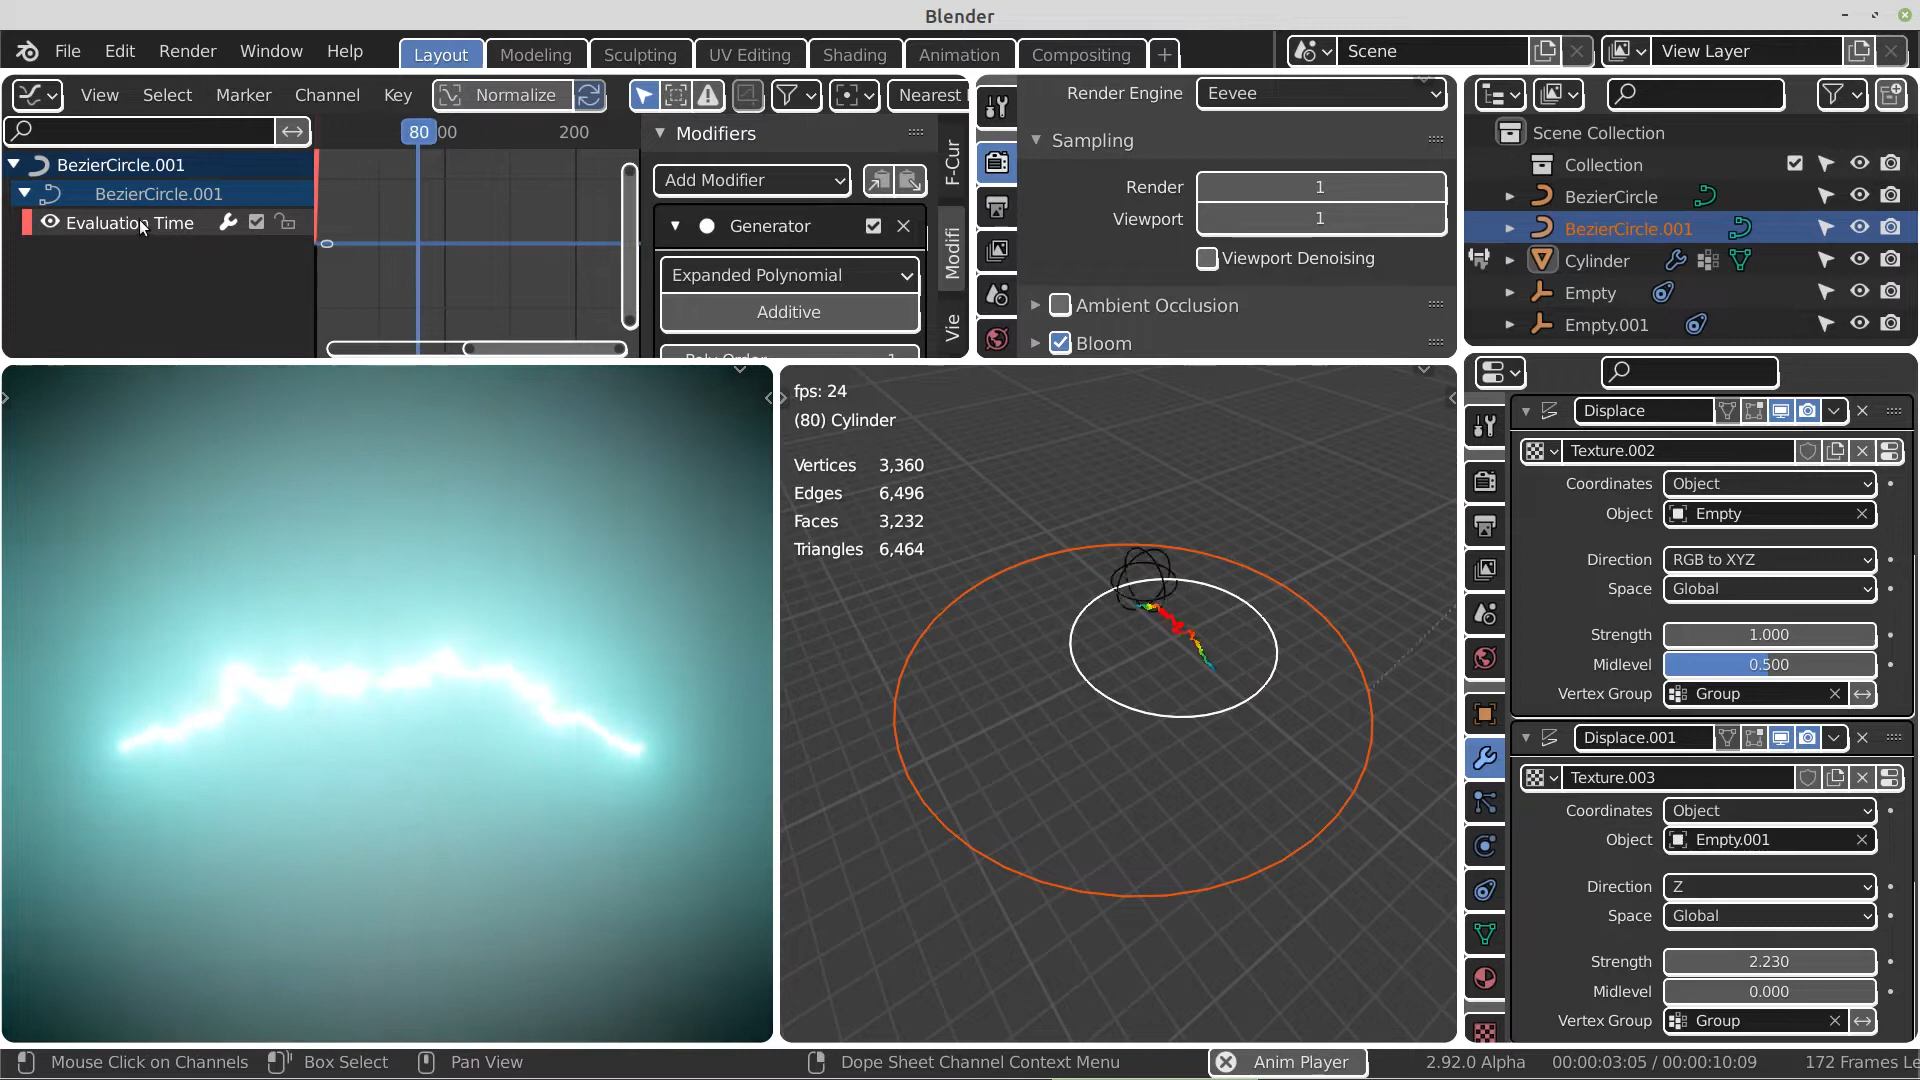 Blender
File Edit Render Window Help Layout Modeling Sculpting UV Editing Shading Animation Compositing + Scene View Layer
View Select Marker Channel Key Normalize Nearest
80 00 200
BezierCircle.001
BezierCircle.001
Evaluation Time
Modifiers
Add Modifier
Generator
Expanded Polynomial
Additive
Poly Order 1
F-Cur
Modifi
Vie
Render Engine Eevee
Sampling
Render 1
Viewport 1
Viewport Denoising
Ambient Occlusion
Bloom
Scene Collection
Collection
BezierCircle
BezierCircle.001
Cylinder
Empty
Empty.001
fps: 24
(80) Cylinder
Vertices 3,360
Edges 6,496
Faces 3,232
Triangles 6,464
Displace
Texture.002
Coordinates Object
Object Empty
Direction RGB to XYZ
Space Global
Strength 1.000
Midlevel 0.500
Vertex Group Group
Displace.001
Texture.003
Coordinates Object
Object Empty.001
Direction Z
Space Global
Strength 2.230
Midlevel 0.000
Vertex Group Group
Mouse Click on Channels Box Select Pan View Dope Sheet Channel Context Menu Anim Player 2.92.0 Alpha 00:00:03:05 / 00:00:10:09 172 Frames Le